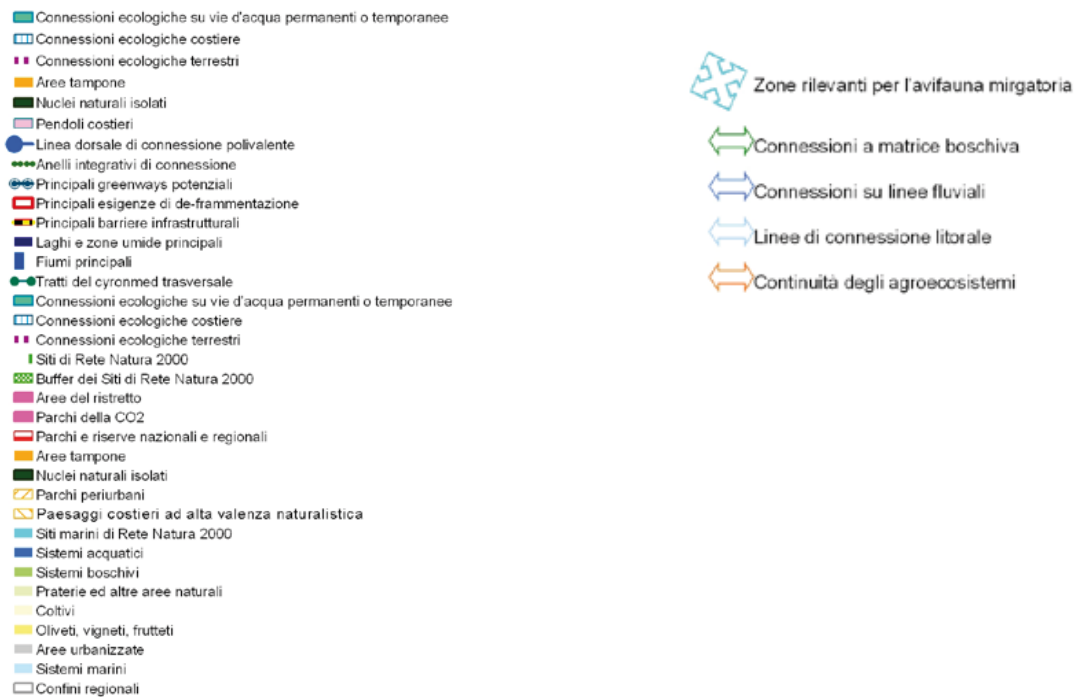 Connessioni ecologiche su vie d'acqua permanenti o temporanee
Connessioni ecologiche costiere
Connessioni ecologiche terrestri
Aree tampone
Nuclei naturali isolati
Pendoli costieri
Linea dorsale di connessione polivalente
Anelli integrativi di connessione
Principali greenways potenziali
Principali esigenze di de-frammentazione
Principali barriere infrastrutturali
Laghi e zone umide principali
Fiumi principali
Tratti del cyronmed trasversale
Connessioni ecologiche su vie d'acqua permanenti o temporanee
Connessioni ecologiche costiere
Connessioni ecologiche terrestri
Siti di Rete Natura 2000
Buffer dei Siti di Rete Natura 2000
Aree del ristretto
Parchi della CO2
Parchi e riserve nazionali e regionali
Aree tampone
Nuclei naturali isolati
Parchi periurbani
Paesaggi costieri ad alta valenza naturalistica
Siti marini di Rete Natura 2000
Sistemi acquatici
Sistemi boschivi
Praterie ed altre aree naturali
Coltivi
Oliveti, vigneti, frutteti
Aree urbanizzate
Sistemi marini
Confini regionali
Zone rilevanti per l'avifauna mirgatoria
Connessioni a matrice boschiva
Connessioni su linee fluviali
Linee di connessione litorale
Continuità degli agroecosistemi